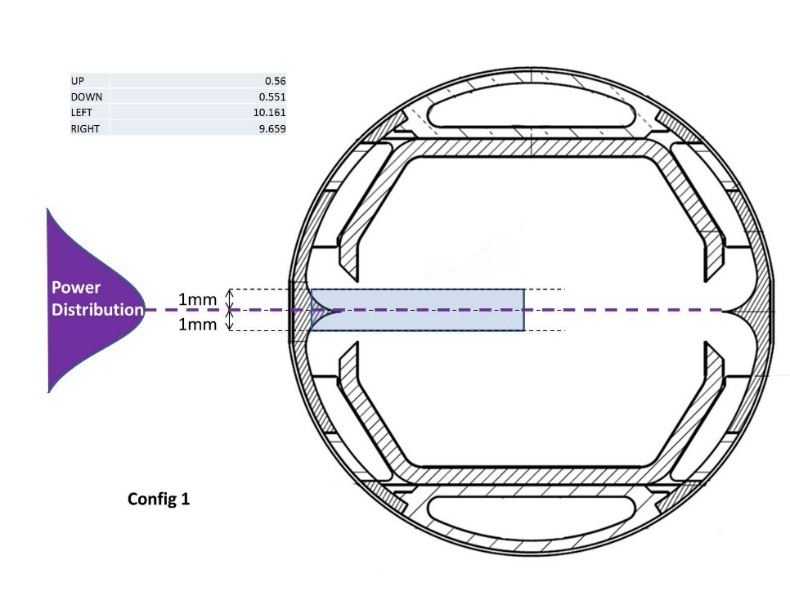 UP 0.56
DOWN 0.551
LEFT 10.161
RIGHT 9.659
Power
Distribution
1mm
1mm
Config 1